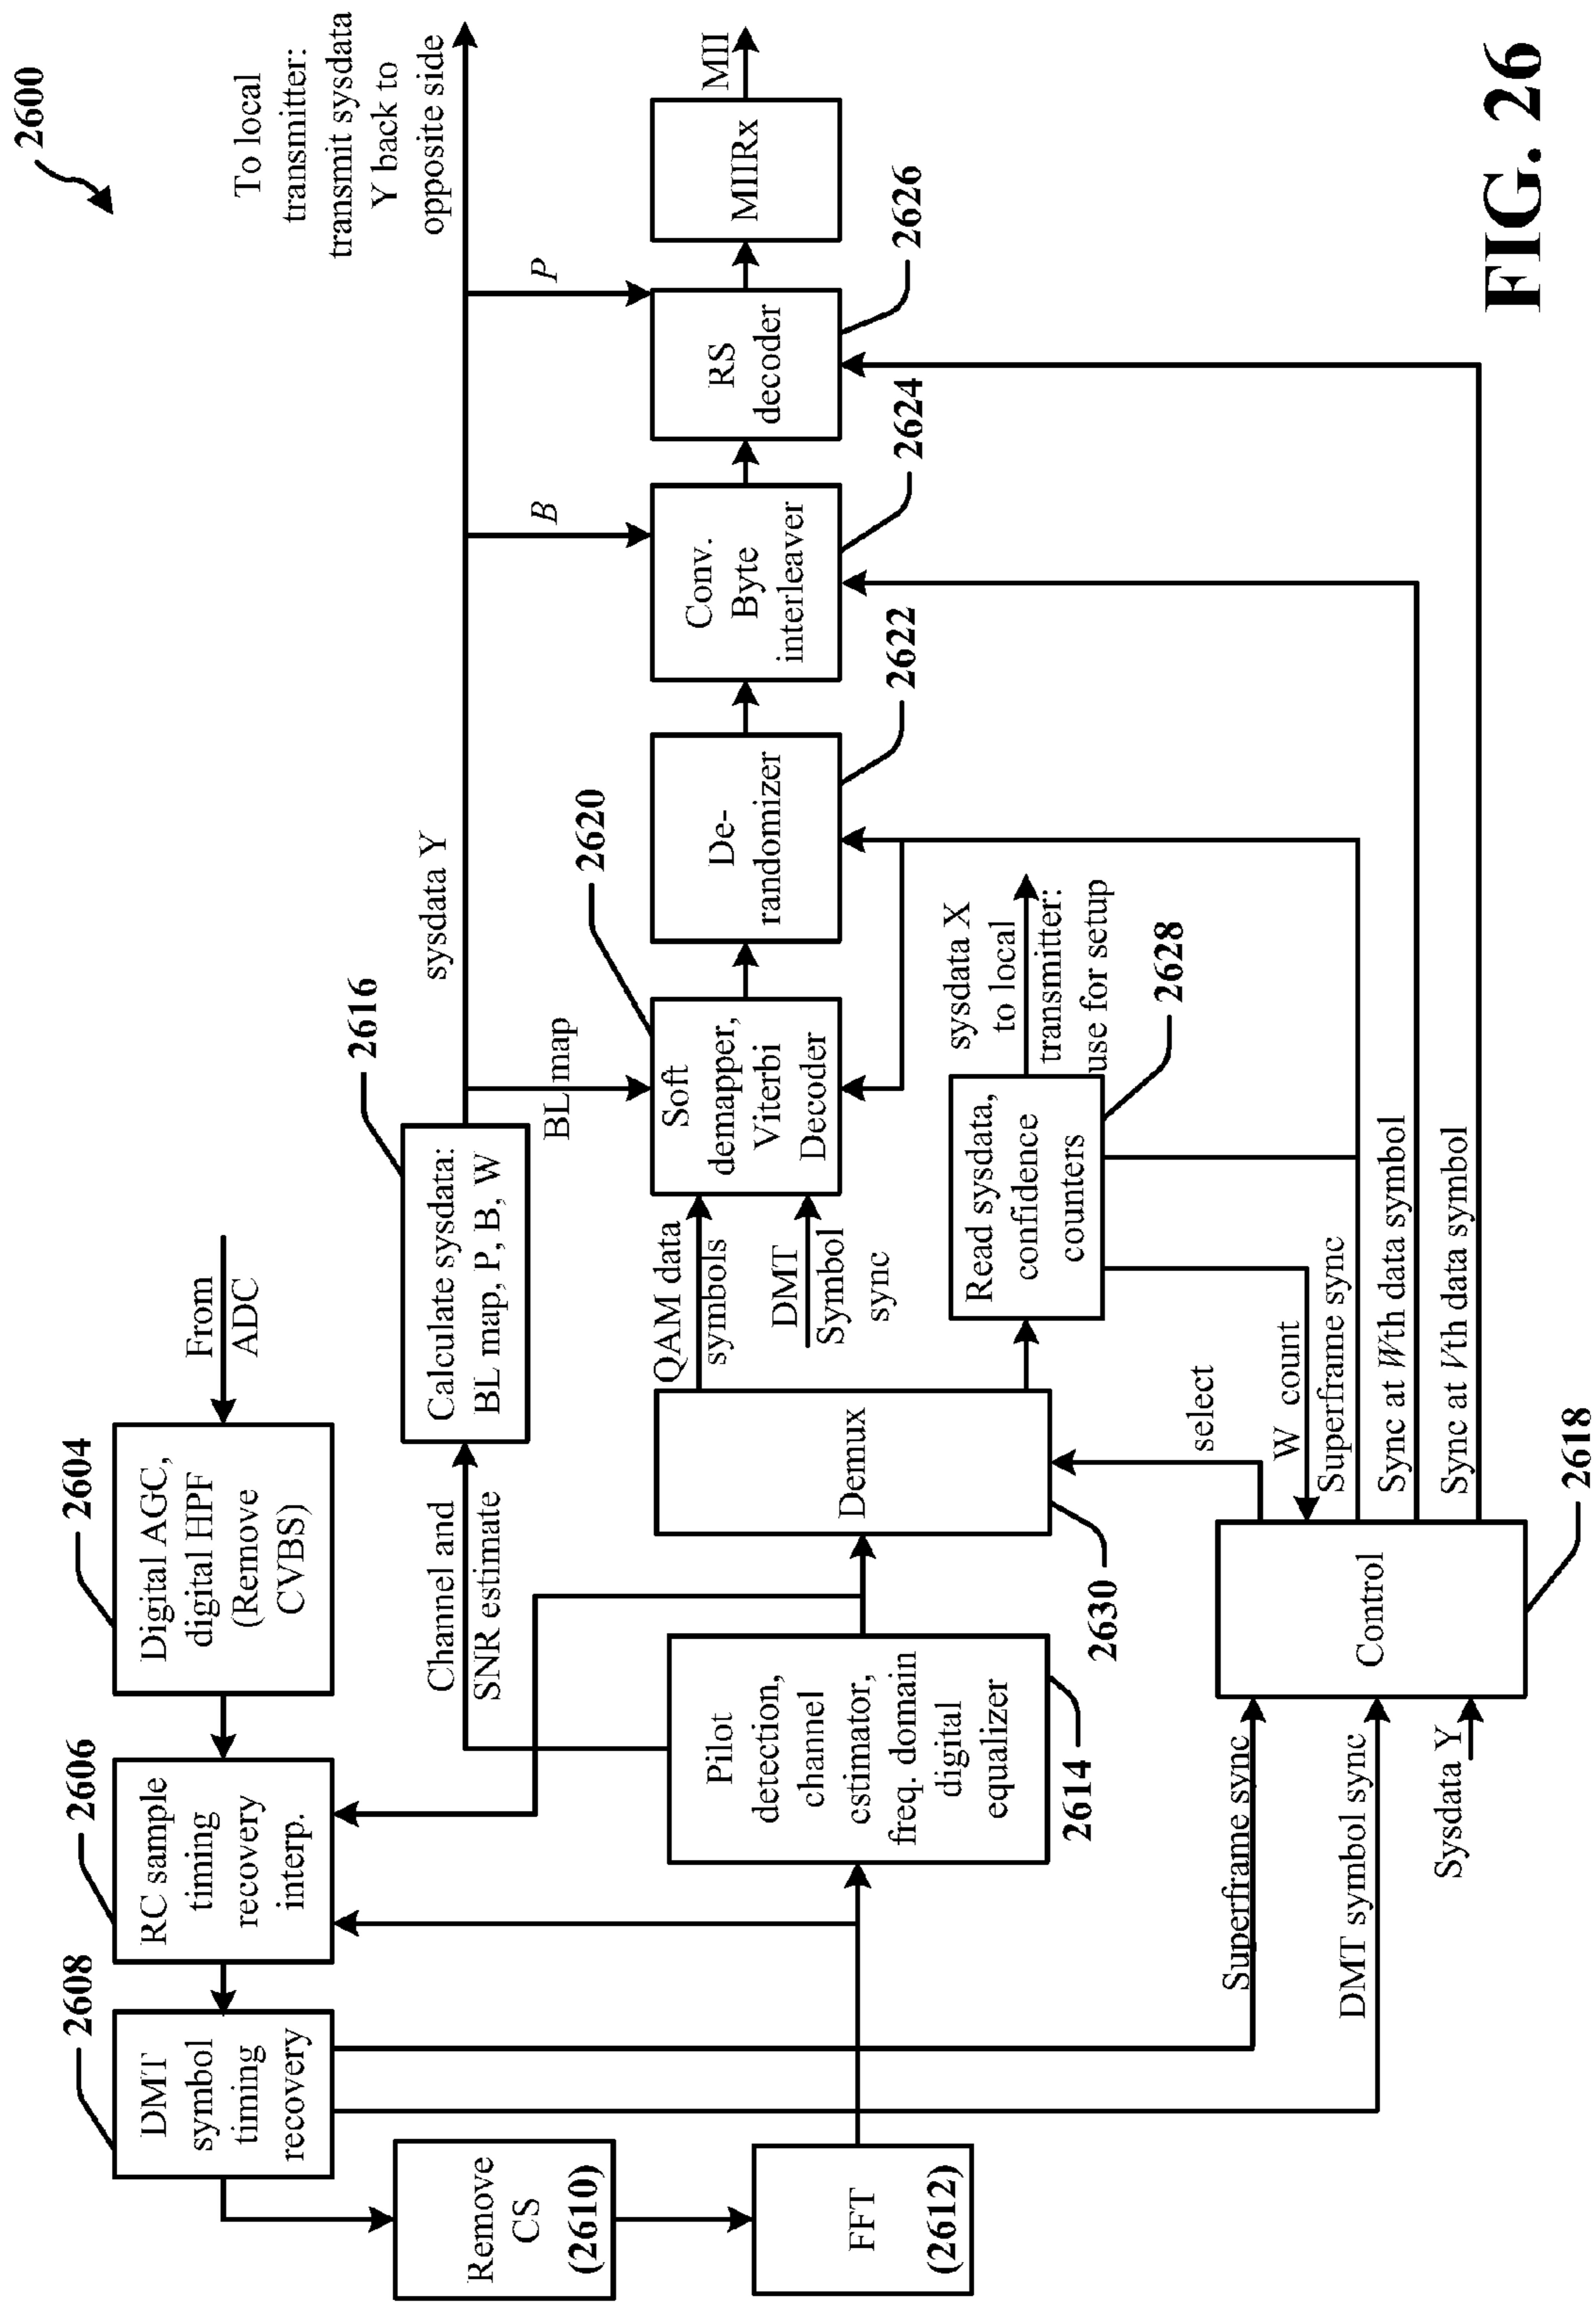 2600
From
ADC
2604
Digital AGC,
digital HPF
(Remove
CVBS)
2606
RC sample
timing
recovery
interp.
2608
DMT
symbol
timing
recovery
Remove
CS
(2610)
FFT
(2612)
Pilot
detection,
channel
estimator,
freq. domain
digital
equalizer
2614
Channel and
SNR estimate
2616
Calculate sysdata:
BL map, P, B, W
sysdata Y
To local
transmitter:
transmit sysdata
Y back to
opposite side
BL map
B
P
Demux
2630
QAM data
symbols
DMT
Symbol
sync
2620
Soft
demapper,
Viterbi
Decoder
De-
randomizer
2622
Conv.
Byte
interleaver
2624
RS
decoder
2626
MIIRx
MII
Read sysdata,
confidence
counters
2628
sysdata X
to local
transmitter:
use for setup
select
W count
Superframe sync
Sync at Wth data symbol
Sync at Vth data symbol
Control
2618
Superframe sync
DMT symbol sync
Sysdata Y
FIG. 26